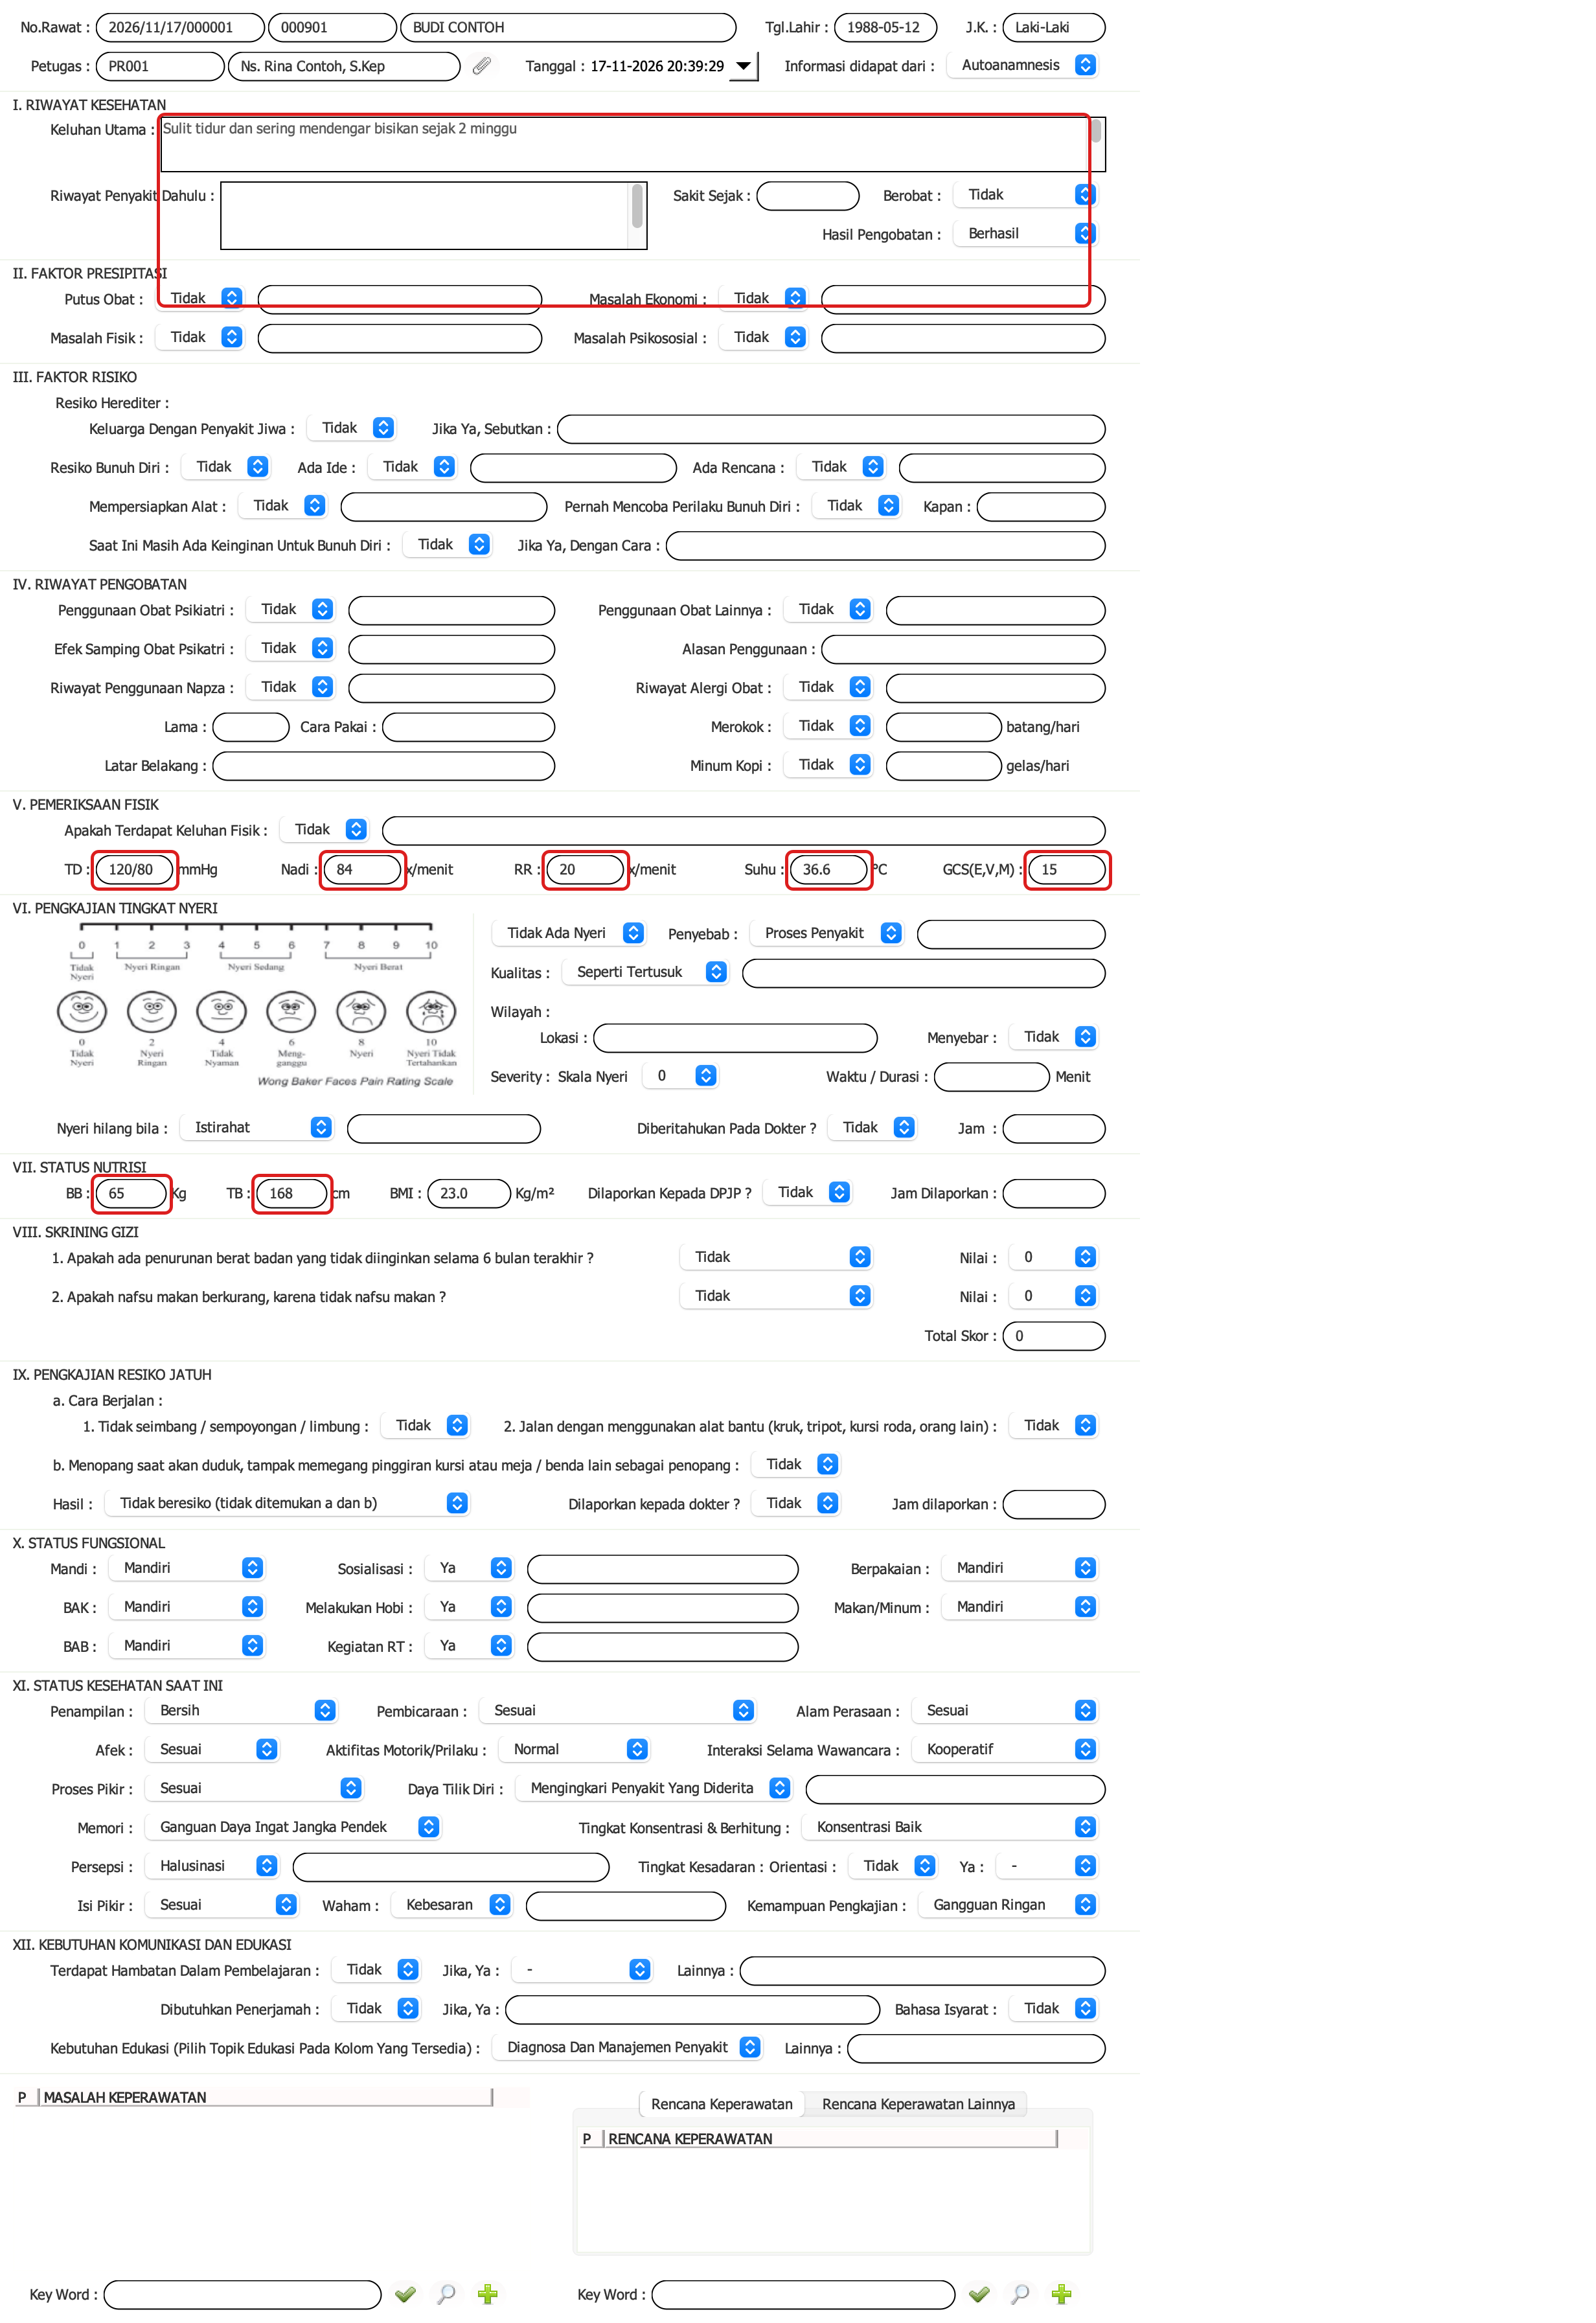 No.Rawat : 2026/11/17/000001 000901 BUDI CONTOH Tgl.Lahir : 1988-05-12 J.K. : Laki-Laki
Petugas : PR001 Ns. Rina Contoh, S.Kep Tanggal : 17-11-2026 20:39:29 Informasi didapat dari : Autoanamnesis
I. RIWAYAT KESEHATAN
Keluhan Utama : Sulit tidur dan sering mendengar bisikan sejak 2 minggu
Riwayat Penyakit Dahulu : Sakit Sejak : Berobat : Tidak
Hasil Pengobatan : Berhasil
II. FAKTOR PRESIPITASI
Putus Obat : Tidak Masalah Ekonomi : Tidak
Masalah Fisik : Tidak Masalah Psikososial : Tidak
III. FAKTOR RISIKO
Resiko Herediter :
Keluarga Dengan Penyakit Jiwa : Tidak Jika Ya, Sebutkan :
Resiko Bunuh Diri : Tidak Ada Ide : Tidak Ada Rencana : Tidak
Mempersiapkan Alat : Tidak Pernah Mencoba Perilaku Bunuh Diri : Tidak Kapan :
Saat Ini Masih Ada Keinginan Untuk Bunuh Diri : Tidak Jika Ya, Dengan Cara :
IV. RIWAYAT PENGOBATAN
Penggunaan Obat Psikiatri : Tidak Penggunaan Obat Lainnya : Tidak
Efek Samping Obat Psikatri : Tidak Alasan Penggunaan :
Riwayat Penggunaan Napza : Tidak Riwayat Alergi Obat : Tidak
Lama : Cara Pakai : Merokok : Tidak batang/hari
Latar Belakang : Minum Kopi : Tidak gelas/hari
V. PEMERIKSAAN FISIK
Apakah Terdapat Keluhan Fisik : Tidak
TD : 120/80 mmHg Nadi : 84 x/menit RR : 20 x/menit Suhu : 36.6 °C GCS(E,V,M) : 15
VI. PENGKAJIAN TINGKAT NYERI
0 1 2 3 4 5 6 7 8 9 10
Tidak Nyeri Nyeri Ringan Nyeri Sedang Nyeri Berat
0 2 4 6 8 10
Tidak Nyeri Nyeri Ringan Tidak Nyaman Meng-ganggu Nyeri Nyeri Tidak Tertahankan
Wong Baker Faces Pain Rating Scale
Tidak Ada Nyeri Penyebab : Proses Penyakit
Kualitas : Seperti Tertusuk
Wilayah :
Lokasi : Menyebar : Tidak
Severity : Skala Nyeri 0 Waktu / Durasi : Menit
Nyeri hilang bila : Istirahat Diberitahukan Pada Dokter ? Tidak Jam :
VII. STATUS NUTRISI
BB : 65 Kg TB : 168 cm BMI : 23.0 Kg/m² Dilaporkan Kepada DPJP ? Tidak Jam Dilaporkan :
VIII. SKRINING GIZI
1. Apakah ada penurunan berat badan yang tidak diinginkan selama 6 bulan terakhir ? Tidak Nilai : 0
2. Apakah nafsu makan berkurang, karena tidak nafsu makan ? Tidak Nilai : 0
Total Skor : 0
IX. PENGKAJIAN RESIKO JATUH
a. Cara Berjalan :
1. Tidak seimbang / sempoyongan / limbung : Tidak 2. Jalan dengan menggunakan alat bantu (kruk, tripot, kursi roda, orang lain) : Tidak
b. Menopang saat akan duduk, tampak memegang pinggiran kursi atau meja / benda lain sebagai penopang : Tidak
Hasil : Tidak beresiko (tidak ditemukan a dan b) Dilaporkan kepada dokter ? Tidak Jam dilaporkan :
X. STATUS FUNGSIONAL
Mandi : Mandiri Sosialisasi : Ya Berpakaian : Mandiri
BAK : Mandiri Melakukan Hobi : Ya Makan/Minum : Mandiri
BAB : Mandiri Kegiatan RT : Ya
XI. STATUS KESEHATAN SAAT INI
Penampilan : Bersih Pembicaraan : Sesuai Alam Perasaan : Sesuai
Afek : Sesuai Aktifitas Motorik/Prilaku : Normal Interaksi Selama Wawancara : Kooperatif
Proses Pikir : Sesuai Daya Tilik Diri : Mengingkari Penyakit Yang Diderita
Memori : Ganguan Daya Ingat Jangka Pendek Tingkat Konsentrasi & Berhitung : Konsentrasi Baik
Persepsi : Halusinasi Tingkat Kesadaran : Orientasi : Tidak Ya : -
Isi Pikir : Sesuai Waham : Kebesaran Kemampuan Pengkajian : Gangguan Ringan
XII. KEBUTUHAN KOMUNIKASI DAN EDUKASI
Terdapat Hambatan Dalam Pembelajaran : Tidak Jika, Ya : - Lainnya :
Dibutuhkan Penerjamah : Tidak Jika, Ya : Bahasa Isyarat : Tidak
Kebutuhan Edukasi (Pilih Topik Edukasi Pada Kolom Yang Tersedia) : Diagnosa Dan Manajemen Penyakit Lainnya :
P MASALAH KEPERAWATAN
Rencana Keperawatan Rencana Keperawatan Lainnya
P RENCANA KEPERAWATAN
Key Word : Key Word :